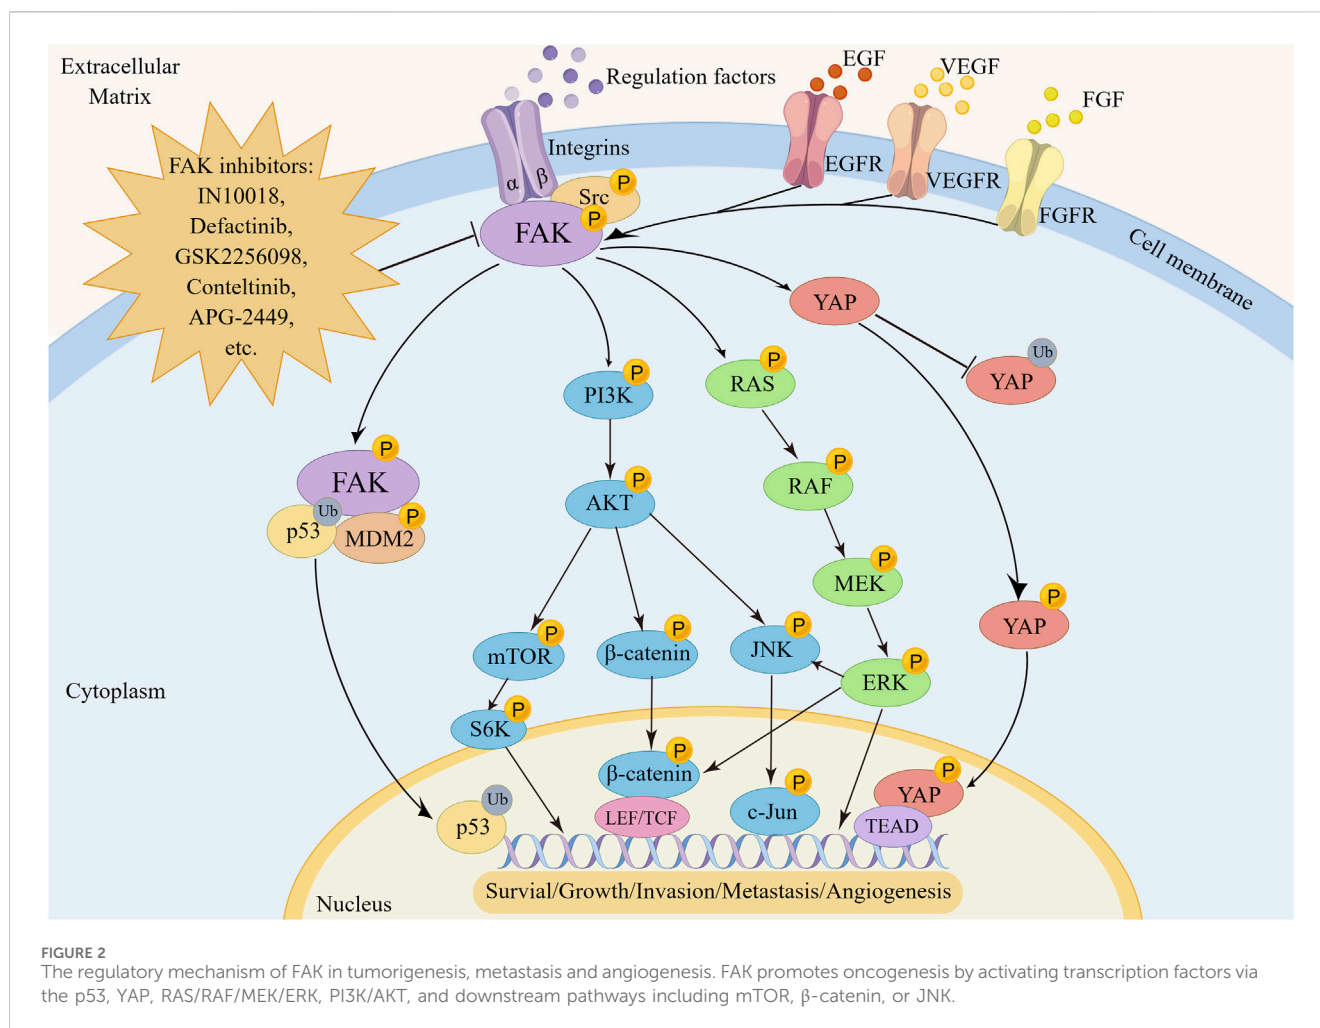 Extracellular
Matrix
Regulation factors
EGF
VEGF
FGF
FAK inhibitors:
IN10018,
Defactinib,
GSK2256098,
Conteltinib,
APG-2449,
etc.
Integrins
α
β
EGFR
VEGFR
FGFR
Src
P
P
FAK
Cell membrane
YAP
Ub
YAP
P
PI3K
P
RAS
P
FAK
Ub
p53
P
MDM2
P
AKT
P
RAF
P
MEK
P
mTOR
P
β-catenin
P
JNK
P
ERK
P
YAP
Cytoplasm
P
S6K
P
β-catenin
LEF/TCF
P
c-Jun
P
YAP
TEAD
Ub
p53
Survial/Growth/Invasion/Metastasis/Angiogenesis
Nucleus
FIGURE 2
The regulatory mechanism of FAK in tumorigenesis, metastasis and angiogenesis. FAK promotes oncogenesis by activating transcription factors via
the p53, YAP, RAS/RAF/MEK/ERK, PI3K/AKT, and downstream pathways including mTOR, β-catenin, or JNK.